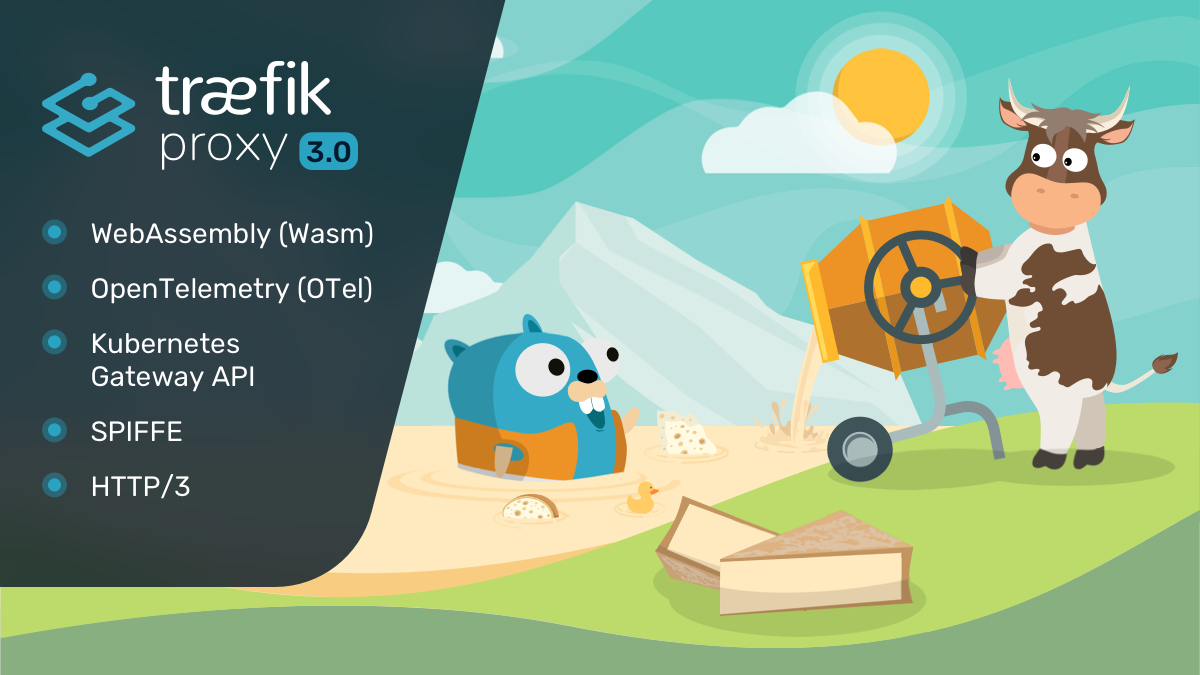 træfik
proxy 3.0
WebAssembly (Wasm)
OpenTelemetry (OTel)
Kubernetes
Gateway API
SPIFFE
HTTP/3